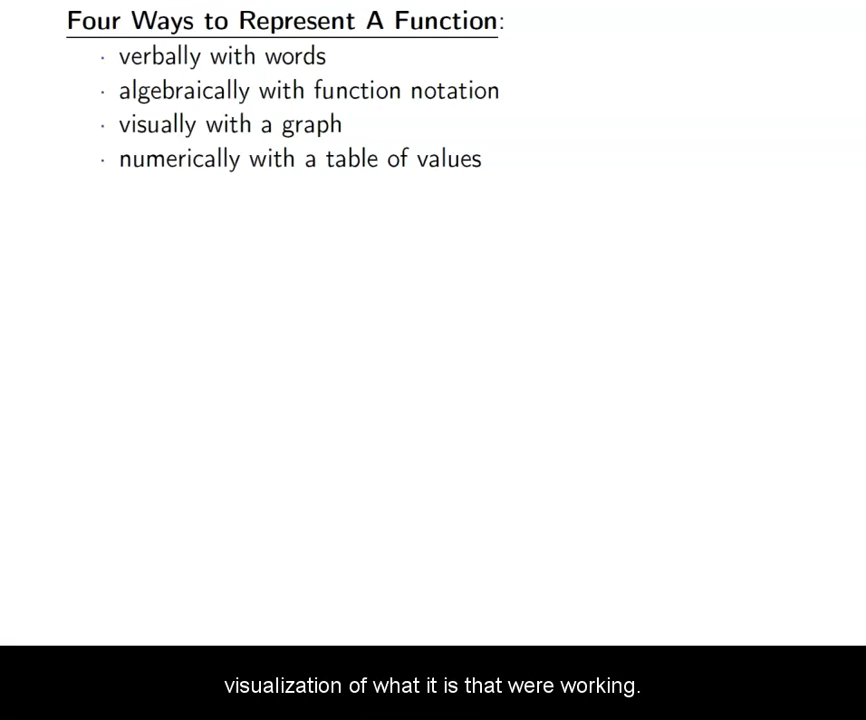 Four Ways to Represent A Function:
· verbally with words
· algebraically with function notation
· visually with a graph
· numerically with a table of values
visualization of what it is that were working.